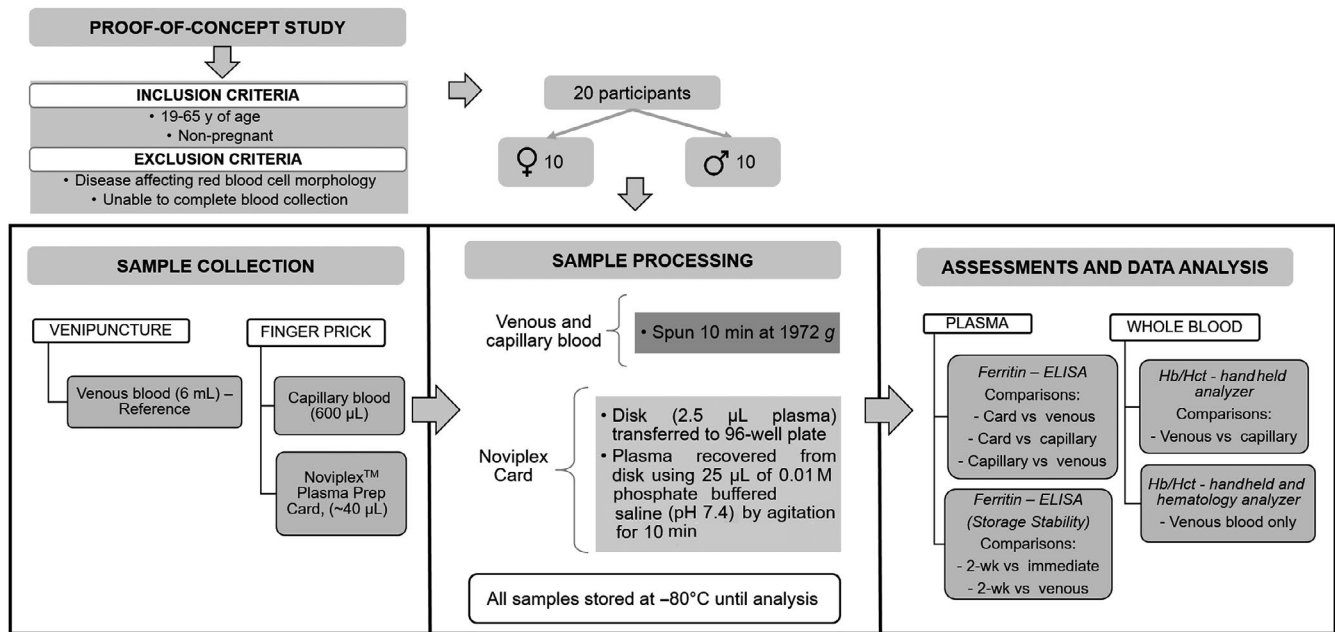 PROOF-OF-CONCEPT STUDY
INCLUSION CRITERIA
• 19-65 y of age
• Non-pregnant
EXCLUSION CRITERIA
• Disease affecting red blood cell morphology
• Unable to complete blood collection
20 participants
♀ 10
♂ 10
SAMPLE COLLECTION
VENIPUNCTURE
Venous blood (6 mL) –
Reference
FINGER PRICK
Capillary blood
(600 µL)
Noviplex™
Plasma Prep
Card, (~40 µL)
SAMPLE PROCESSING
Venous and
capillary blood
• Spun 10 min at 1972 g
Noviplex
Card
• Disk (2.5 µL plasma)
transferred to 96-well plate
• Plasma recovered from
disk using 25 µL of 0.01 M
phosphate buffered
saline (pH 7.4) by agitation
for 10 min
All samples stored at –80°C until analysis
ASSESSMENTS AND DATA ANALYSIS
PLASMA
Ferritin – ELISA
Comparisons:
- Card vs venous
- Card vs capillary
- Capillary vs venous
Ferritin – ELISA
(Storage Stability)
Comparisons:
- 2-wk vs immediate
- 2-wk vs venous
WHOLE BLOOD
Hb/Hct - handheld
analyzer
Comparisons:
- Venous vs capillary
Hb/Hct - handheld and
hematology analyzer
- Venous blood only